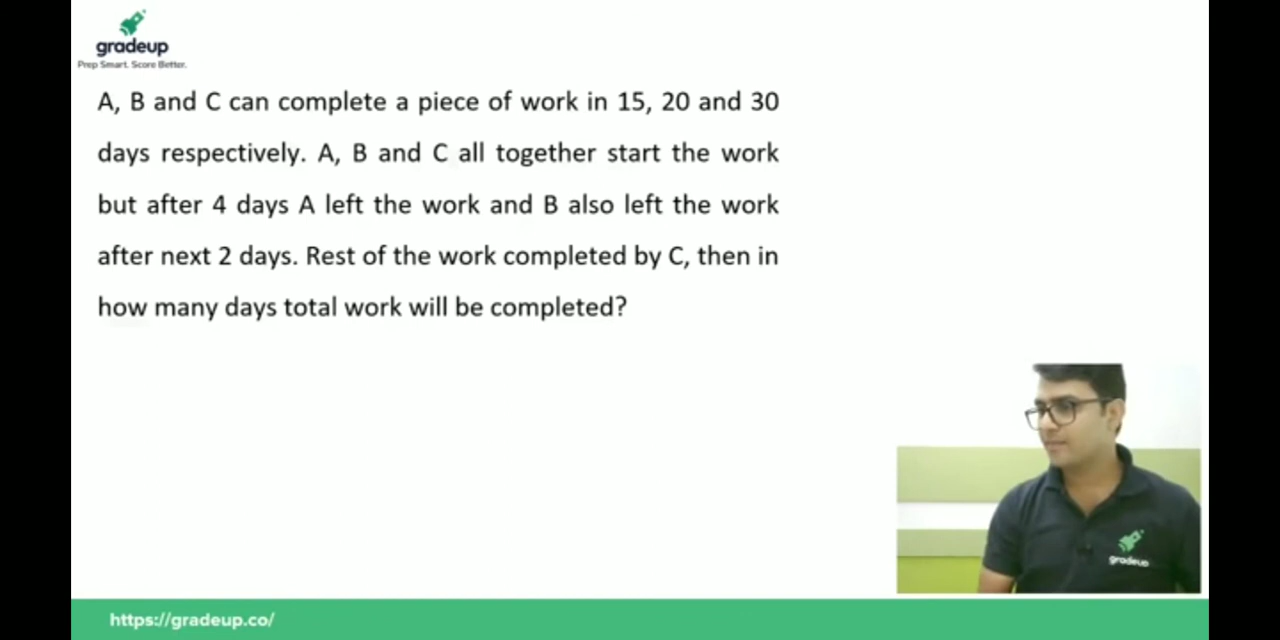 gradeup
Prep Smart. Score Better.
A, B and C can complete a piece of work in 15, 20 and 30
days respectively. A, B and C all together start the work
but after 4 days A left the work and B also left the work
after next 2 days. Rest of the work completed by C, then in
how many days total work will be completed?
gradeup
https://gradeup.co/